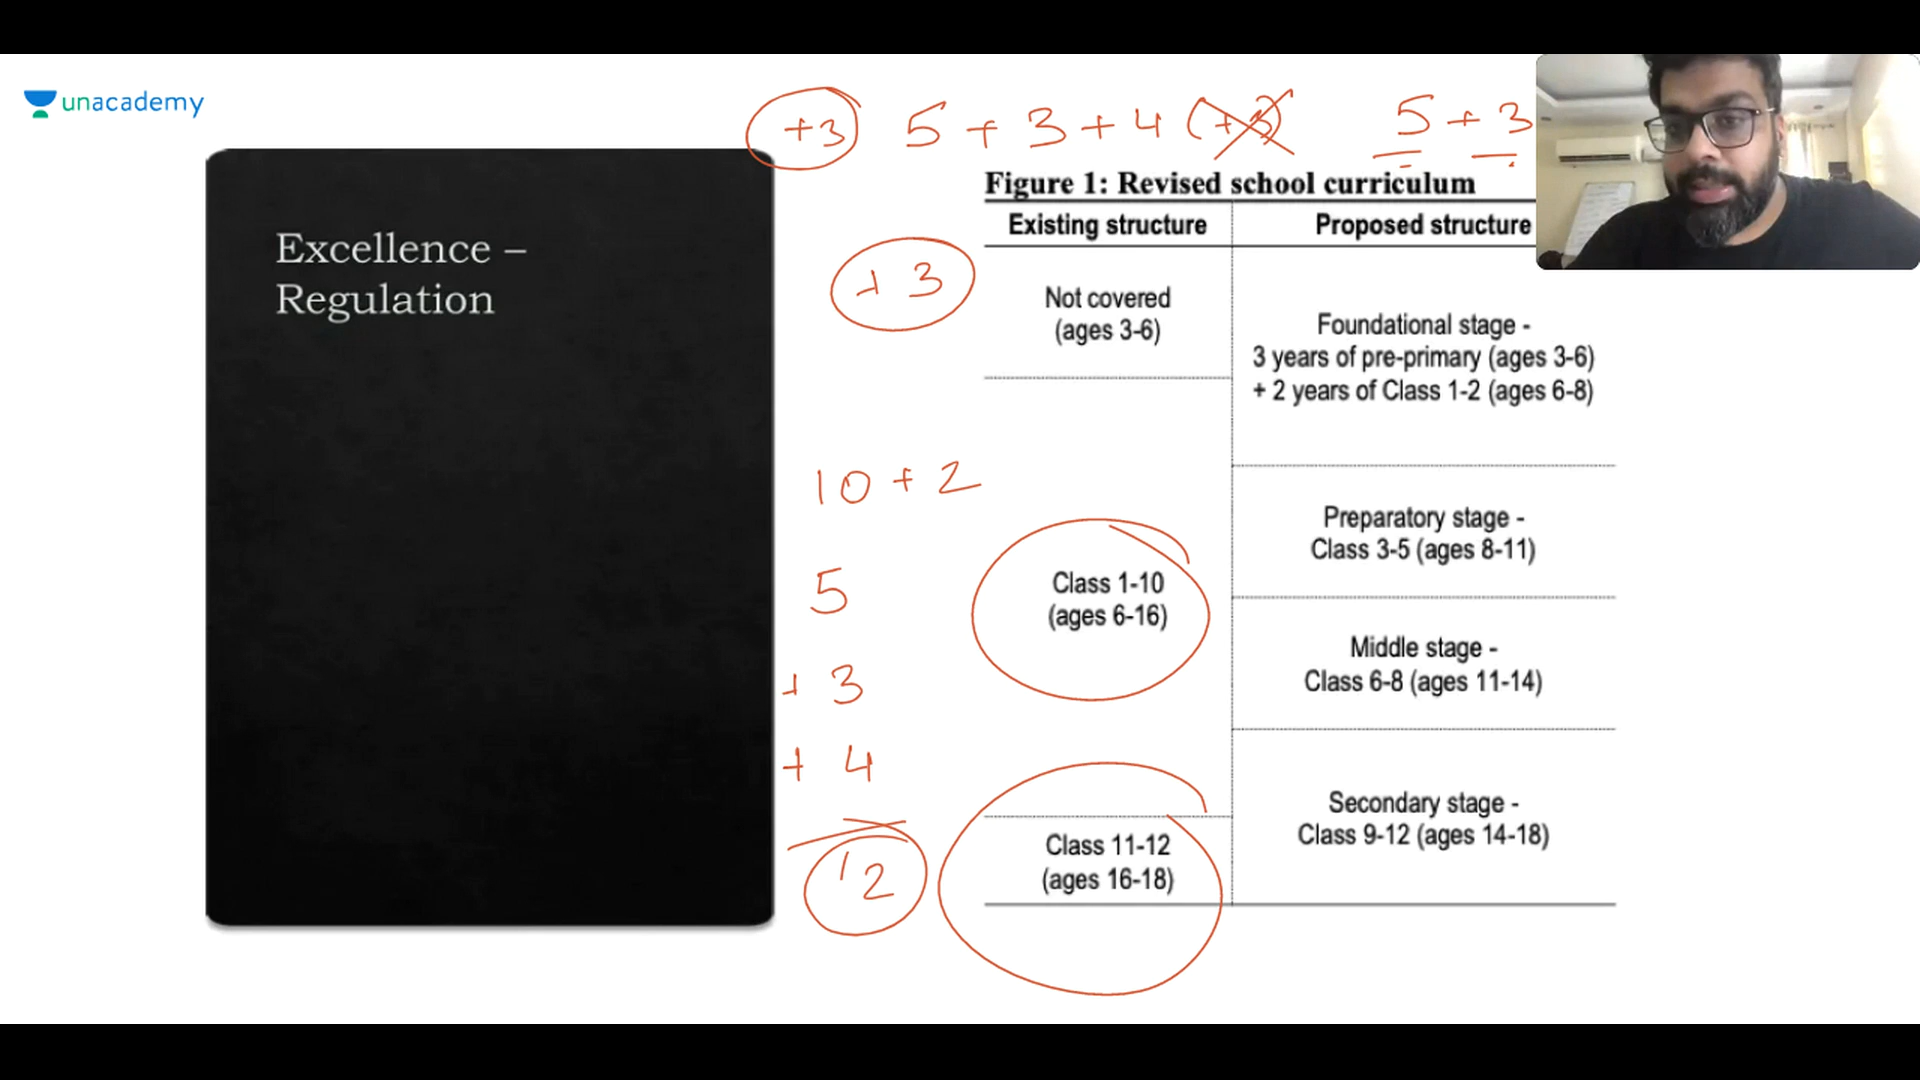 unacademy
+3 5 + 3 + 4 (+3) 5 + 3
Excellence –
Regulation
Figure 1: Revised school curriculum
Existing structure Proposed structure
+ 3
Not covered
(ages 3-6)
Foundational stage -
3 years of pre-primary (ages 3-6)
+ 2 years of Class 1-2 (ages 6-8)
10 + 2
Preparatory stage -
Class 3-5 (ages 8-11)
5
Class 1-10
(ages 6-16)
+ 3
Middle stage -
Class 6-8 (ages 11-14)
+ 4
Secondary stage -
Class 9-12 (ages 14-18)
12
Class 11-12
(ages 16-18)